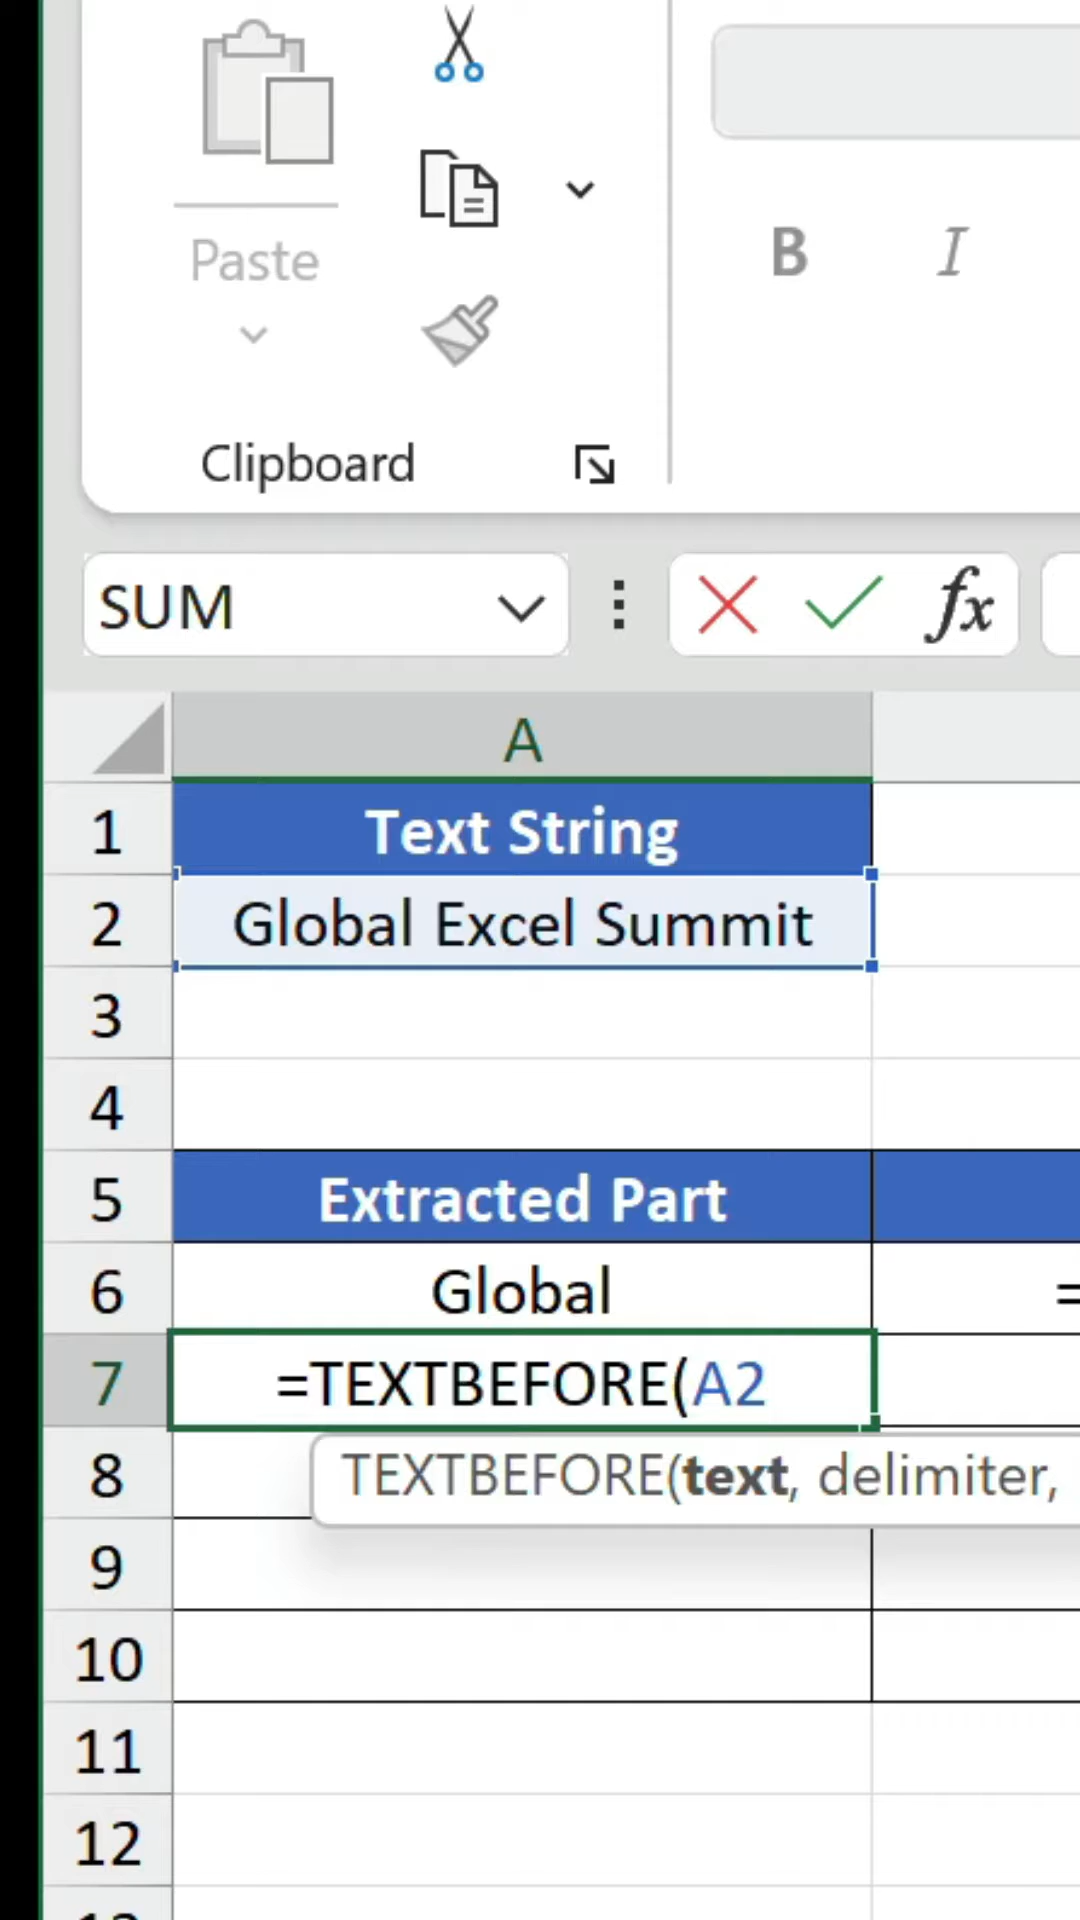 Paste
B I
Clipboard
SUM fx
A
1 Text String
2 Global Excel Summit
3
4
5 Extracted Part
6 Global =
7 =TEXTBEFORE(A2
8 TEXTBEFORE(text, delimiter,
9
10
11
12